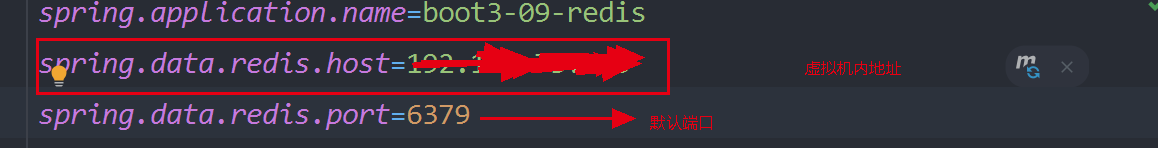 spring.application.name=boot3-09-redis
spring.data.redis.host= 虚拟机内地址
spring.data.redis.port=6379 默认端口